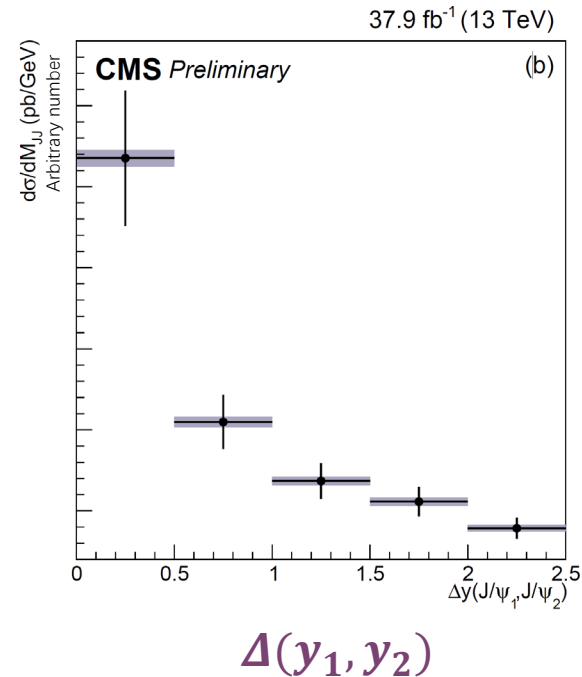 37.9 fb⁻¹ (13 TeV)
CMS Preliminary
(b)
dσ/dM_JJ (pb/GeV)
Arbitrary number
0 0.5 1 1.5 2 2.5
Δy(J/ψ₁,J/ψ₂)
Δ(y₁, y₂)